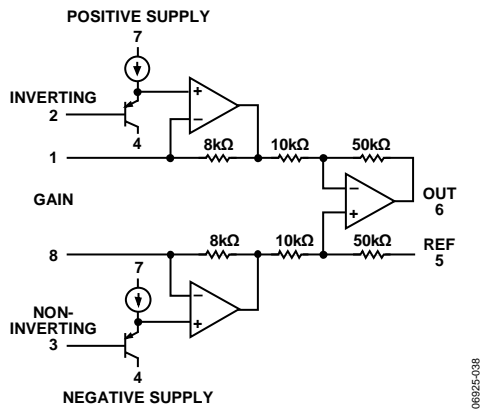 POSITIVE SUPPLY
7
INVERTING
2
4
+
−
1
8kΩ
10kΩ
50kΩ
−
+
OUT
6
GAIN
8kΩ
10kΩ
50kΩ
REF
5
8
7
−
+
NON-
INVERTING
3
4
NEGATIVE SUPPLY
06925-038